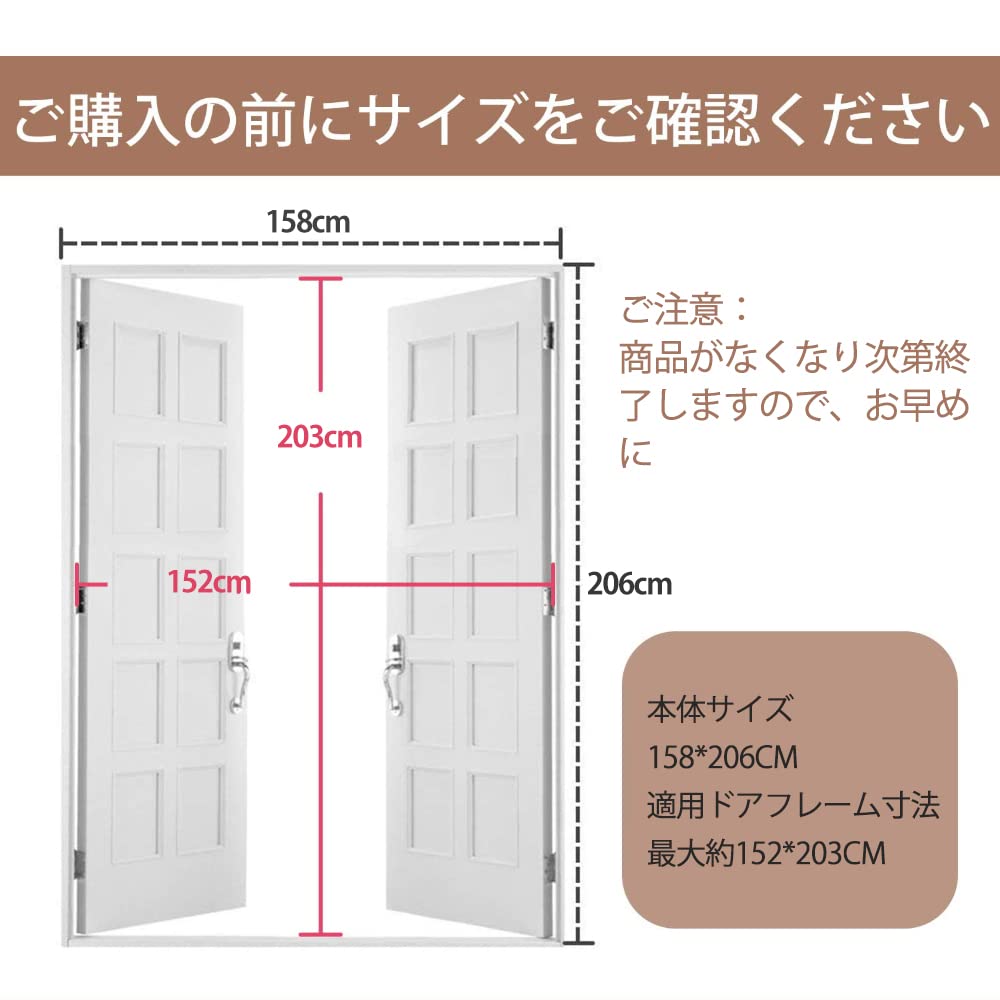 ご購入の前にサイズをご確認ください
158cm
203cm
152cm
206cm
ご注意：
商品がなくなり次第終
了しますので、お早め
に
本体サイズ
158*206CM
適用ドアフレーム寸法
最大約152*203CM